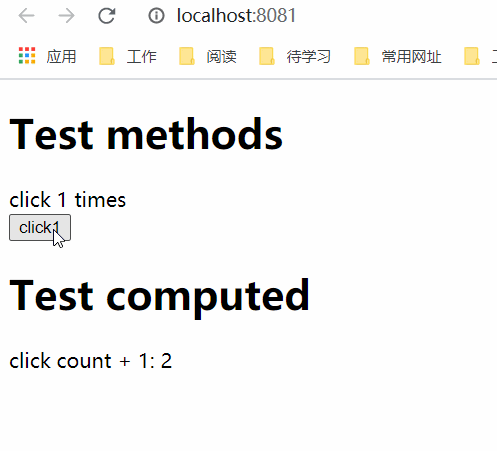 localhost:8081
应用 工作 阅读 待学习 常用网址
Test methods
click 1 times
click1
Test computed
click count + 1: 2